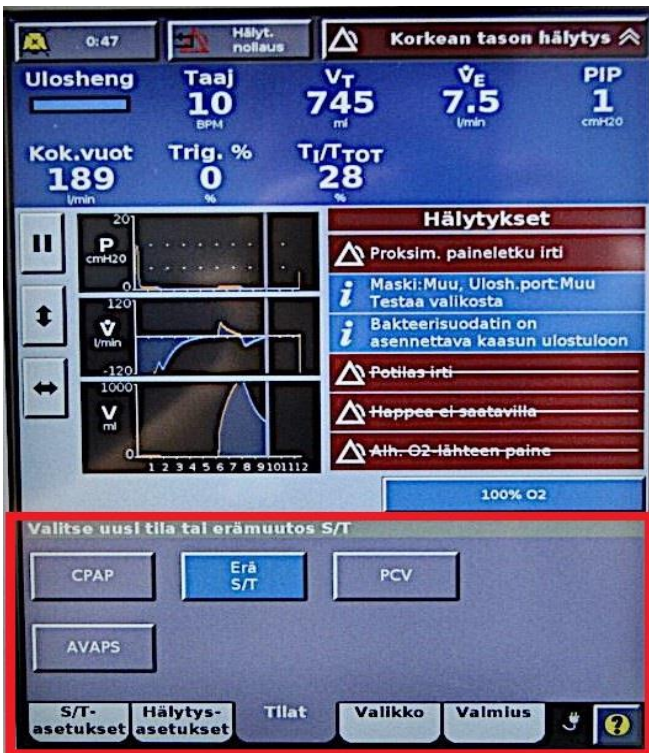 0:47
Hälyt.
nollaus
Korkean tason hälytys
Ulosheng
Taaj
10
BPM
VT
745
ml
V̇E
7.5
l/min
PIP
1
cmH20
Kok.vuot
189
l/min
Trig. %
0
%
TI/TTOT
28
%
20
P
cmH20
0
120
V̇
l/min
-120
1000
V
ml
0
1 2 3 4 5 6 7 8 9 10 11 12
Hälytykset
Proksim. paineletku irti
i Maski:Muu, Ulosh.port:Muu
Testaa valikosta
i Bakteerisuodatin on
asennettava kaasun ulostuloon
Potilas irti
Happea ei saatavilla
Alh. O2-lähteen paine
100% O2
Valitse uusi tila tai erämuutos S/T
CPAP
Erä
S/T
PCV
AVAPS
S/T-
asetukset
Hälytys-
asetukset
Tilat
Valikko
Valmius
?